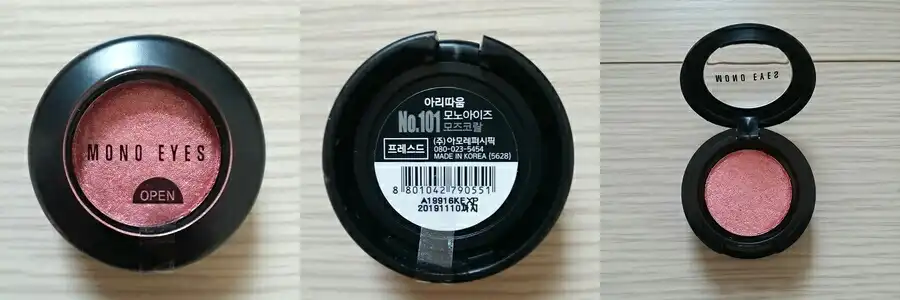 MONO EYES
OPEN
아리따움
No.101 모노아이즈
모즈코랄
프레스드 (주)아모레퍼시픽
080-023-5454
MADE IN KOREA (5628)
8 801042 790551
A19916KEXP
20191110까지
MONO EYES